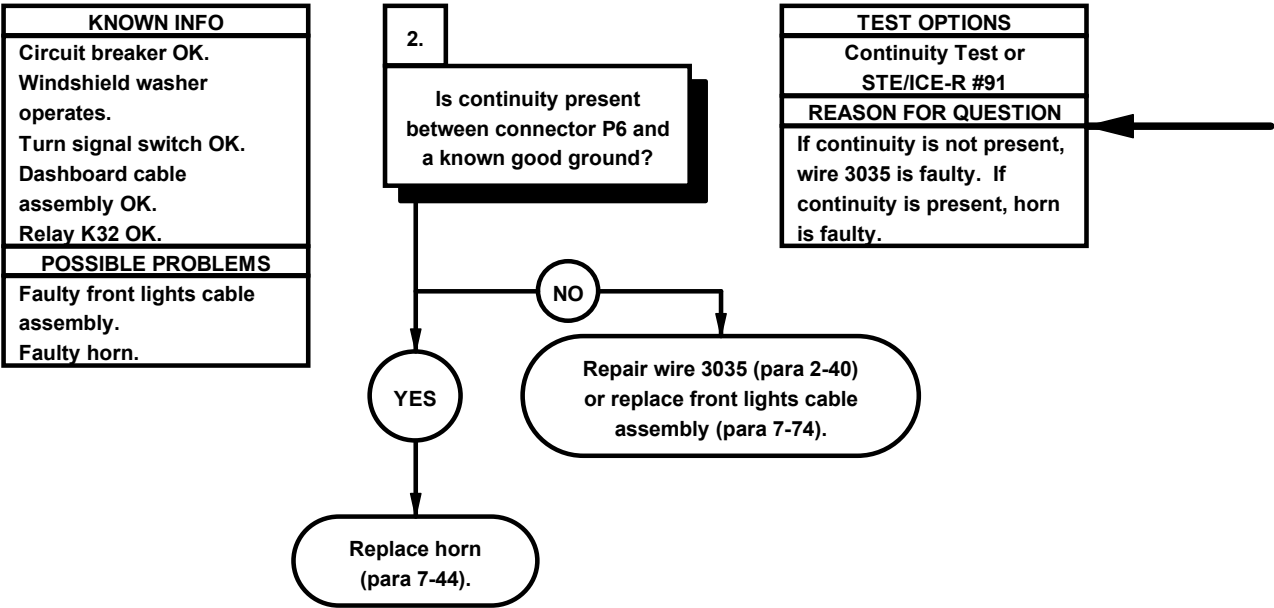 KNOWN INFO
Circuit breaker OK.
Windshield washer
operates.
Turn signal switch OK.
Dashboard cable
assembly OK.
Relay K32 OK.
POSSIBLE PROBLEMS
Faulty front lights cable
assembly.
Faulty horn.
2.
Is continuity present
between connector P6 and
a known good ground?
TEST OPTIONS
Continuity Test or
STE/ICE-R #91
REASON FOR QUESTION
If continuity is not present,
wire 3035 is faulty.  If
continuity is present, horn
is faulty.
NO
Repair wire 3035 (para 2-40)
or replace front lights cable
assembly (para 7-74).
YES
Replace horn
(para 7-44).